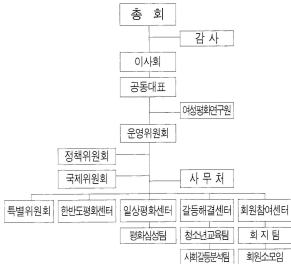 총 회
감 사
이사회
공동대표
여성평화연구원
운영위원회
정책위원회
국제위원회
사 무 처
특별위원회
한반도평화센터
일상평화센터
갈등해결센터
회원참여센터
평화심성팀
청소년교육팀
회 지 팀
사회갈등분석팀
회원소모임